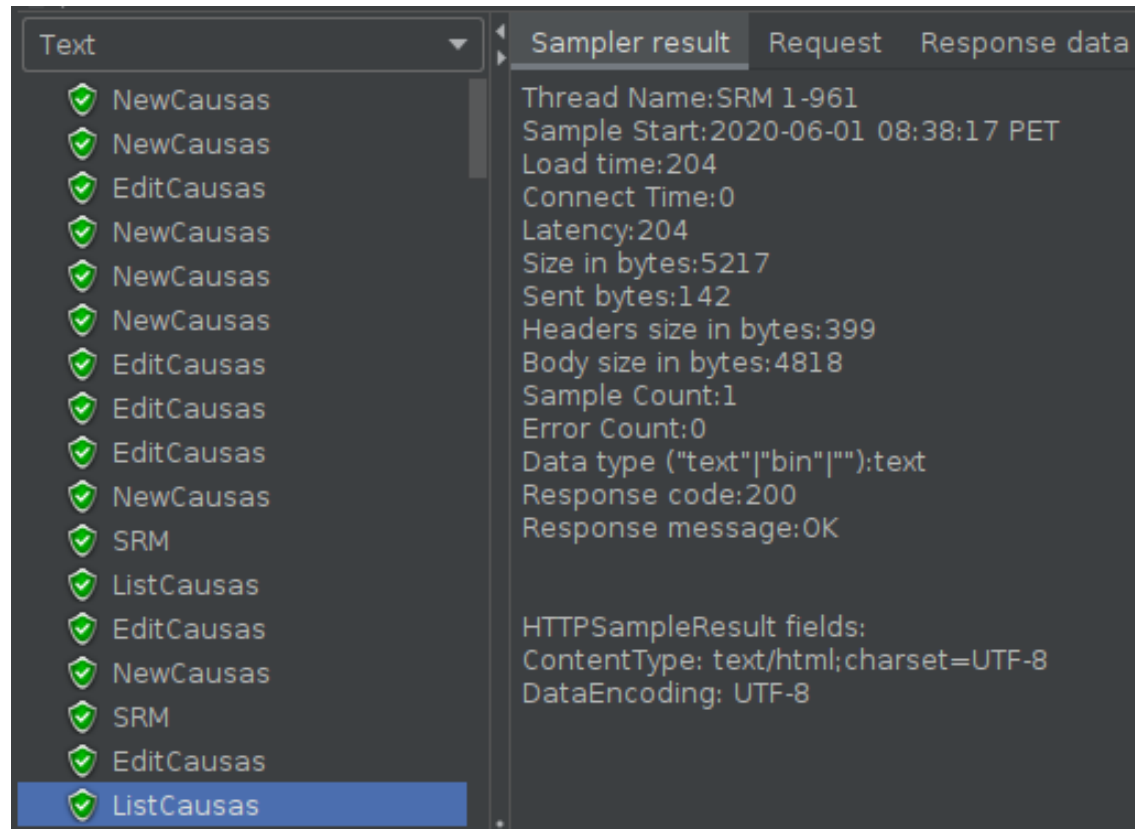 Text
NewCausas
NewCausas
EditCausas
NewCausas
NewCausas
NewCausas
EditCausas
EditCausas
EditCausas
NewCausas
SRM
ListCausas
EditCausas
NewCausas
SRM
EditCausas
ListCausas
Sampler result Request Response data
Thread Name:SRM 1-961
Sample Start:2020-06-01 08:38:17 PET
Load time:204
Connect Time:0
Latency:204
Size in bytes:5217
Sent bytes:142
Headers size in bytes:399
Body size in bytes:4818
Sample Count:1
Error Count:0
Data type ("text"|"bin"|""):text
Response code:200
Response message:OK
HTTPSampleResult fields:
ContentType: text/html;charset=UTF-8
DataEncoding: UTF-8